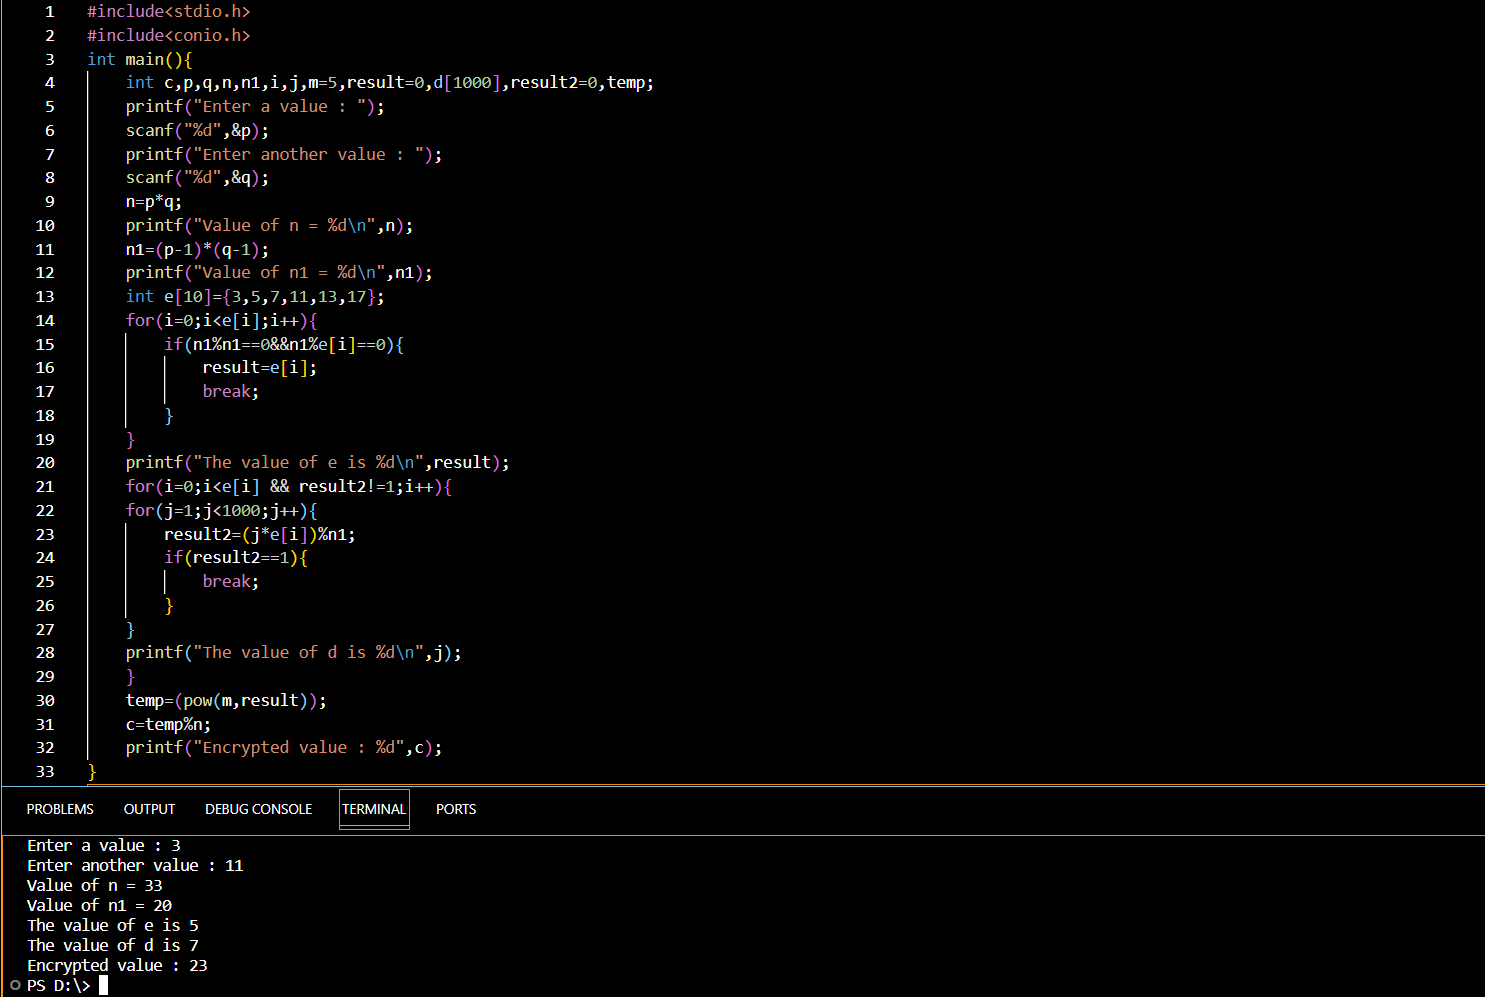 1 #include<stdio.h>
2 #include<conio.h>
3 int main(){
4     int c,p,q,n,n1,i,j,m=5,result=0,d[1000],result2=0,temp;
5     printf("Enter a value : ");
6     scanf("%d",&p);
7     printf("Enter another value : ");
8     scanf("%d",&q);
9     n=p*q;
10     printf("Value of n = %d\n",n);
11     n1=(p-1)*(q-1);
12     printf("Value of n1 = %d\n",n1);
13     int e[10]={3,5,7,11,13,17};
14     for(i=0;i<e[i];i++){
15         if(n1%n1==0&&n1%e[i]==0){
16             result=e[i];
17             break;
18         }
19     }
20     printf("The value of e is %d\n",result);
21     for(i=0;i<e[i] && result2!=1;i++){
22     for(j=1;j<1000;j++){
23         result2=(j*e[i])%n1;
24         if(result2==1){
25             break;
26         }
27     }
28     printf("The value of d is %d\n",j);
29     }
30     temp=(pow(m,result));
31     c=temp%n;
32     printf("Encrypted value : %d",c);
33 }
PROBLEMS OUTPUT DEBUG CONSOLE TERMINAL PORTS
Enter a value : 3
Enter another value : 11
Value of n = 33
Value of n1 = 20
The value of e is 5
The value of d is 7
Encrypted value : 23
PS D:\>